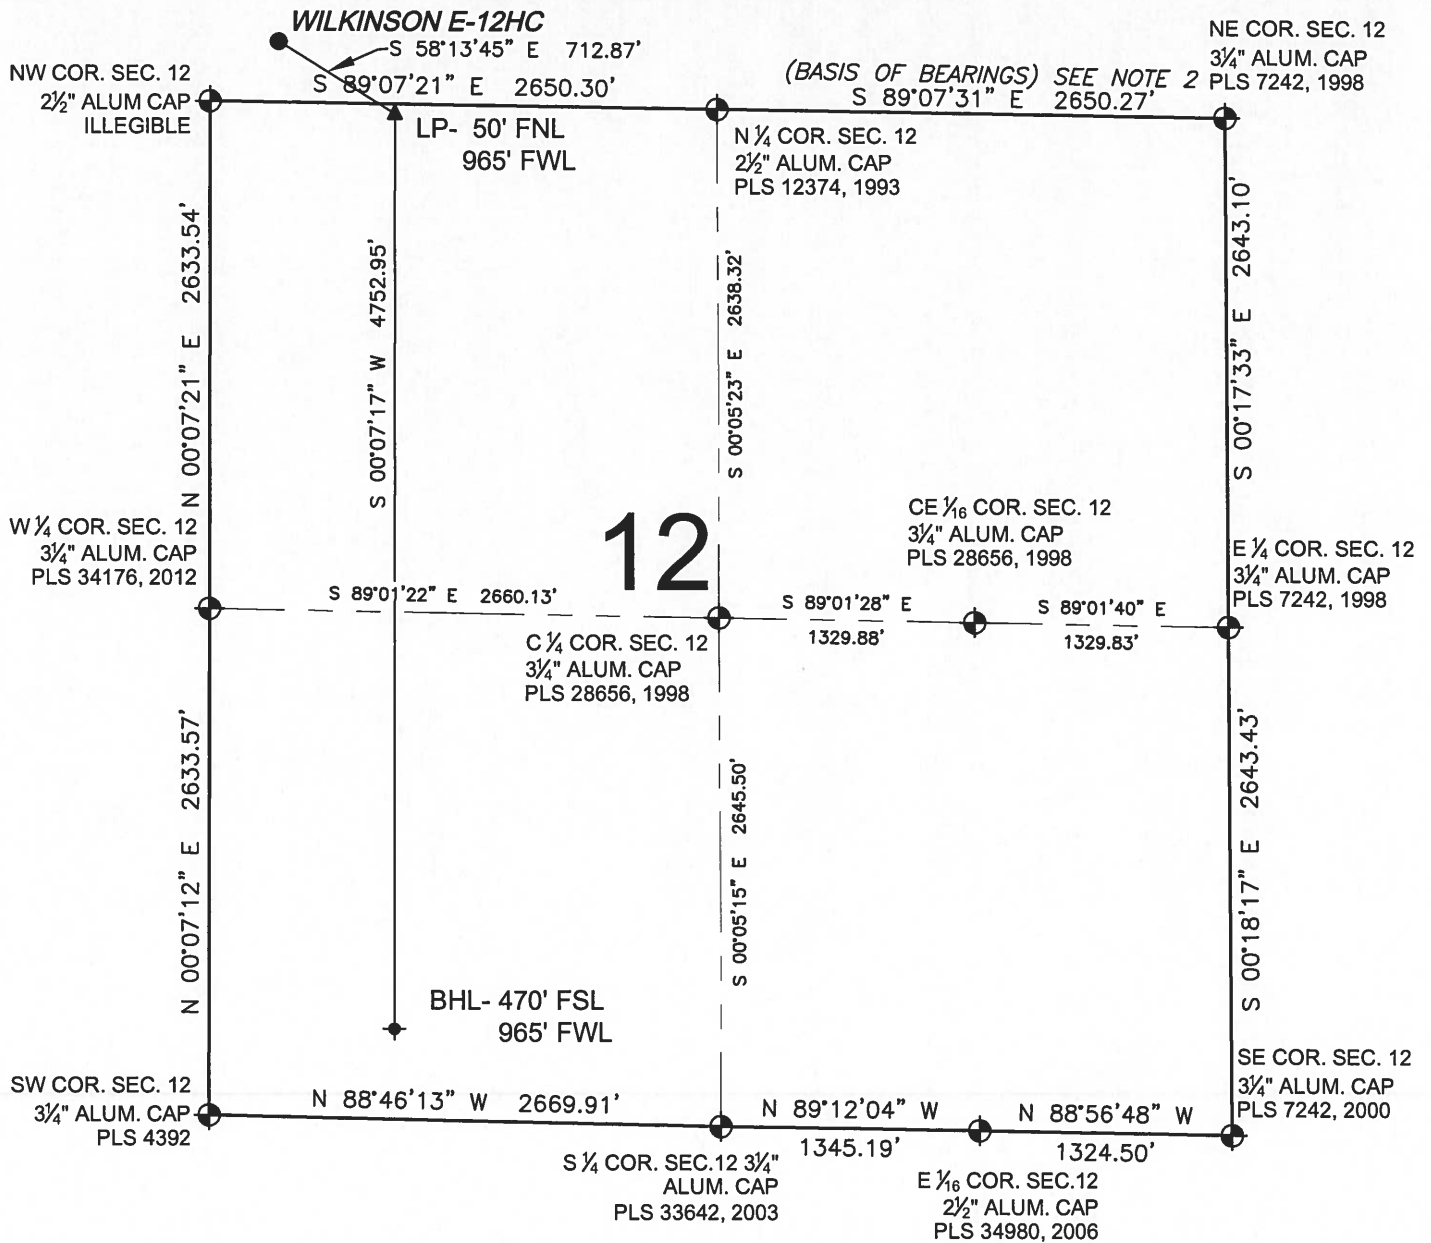 WILKINSON E-12HC
S 58°13'45" E 712.87'
NW COR. SEC. 12
2½" ALUM CAP
ILLEGIBLE
S 89°07'21" E 2650.30'
(BASIS OF BEARINGS) SEE NOTE 2
S 89°07'31" E 2650.27'
NE COR. SEC. 12
3¼" ALUM. CAP
PLS 7242, 1998
LP- 50' FNL
965' FWL
N ¼ COR. SEC. 12
2½" ALUM. CAP
PLS 12374, 1993
N 00°07'21" E 2633.54'
S 00°07'17" W 4752.95'
S 00°05'23" E 2638.32'
S 00°17'33" E 2643.10'
W ¼ COR. SEC. 12
3¼" ALUM. CAP
PLS 34176, 2012
12
CE 1/16 COR. SEC. 12
3¼" ALUM. CAP
PLS 28656, 1998
E ¼ COR. SEC. 12
3¼" ALUM. CAP
PLS 7242, 1998
S 89°01'22" E 2660.13'
S 89°01'28" E
1329.88'
S 89°01'40" E
1329.83'
C ¼ COR. SEC. 12
3¼" ALUM. CAP
PLS 28656, 1998
N 00°07'12" E 2633.57'
S 00°05'15" E 2645.50'
S 00°18'17" E 2643.43'
BHL- 470' FSL
965' FWL
SW COR. SEC. 12
3¼" ALUM. CAP
PLS 4392
N 88°46'13" W 2669.91'
N 89°12'04" W
1345.19'
N 88°56'48" W
1324.50'
SE COR. SEC. 12
3¼" ALUM. CAP
PLS 7242, 2000
S ¼ COR. SEC.12 3¼"
ALUM. CAP
PLS 33642, 2003
E 1/16 COR. SEC.12
2½" ALUM. CAP
PLS 34980, 2006